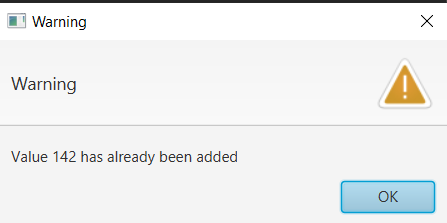 Warning
Warning
Value 142 has already been added
OK